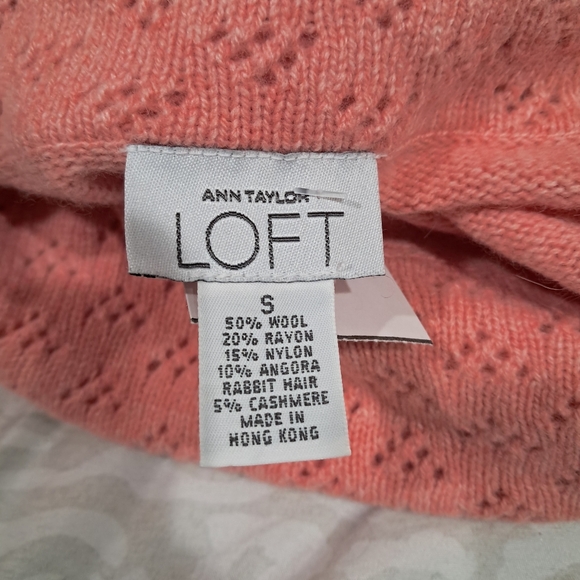 ANN TAYLOR
LOFT
S
50% WOOL
20% RAYON
15% NYLON
10% ANGORA
RABBIT HAIR
5% CASHMERE
MADE IN
HONG KONG